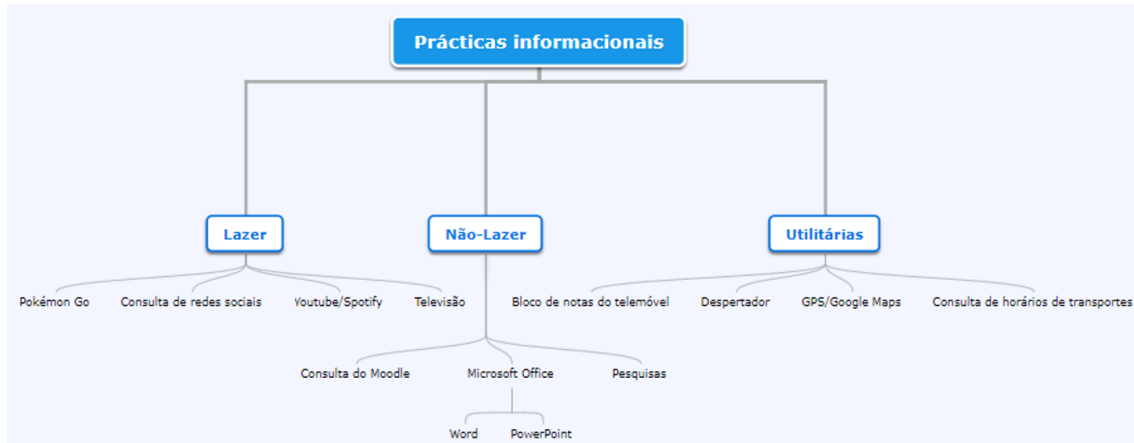 Prácticas informacionais
Lazer
Não-Lazer
Utilitárias
Pokémon Go
Consulta de redes sociais
Youtube/Spotify
Televisão
Bloco de notas do telemóvel
Despertador
GPS/Google Maps
Consulta de horários de transportes
Consulta do Moodle
Microsoft Office
Pesquisas
Word
PowerPoint